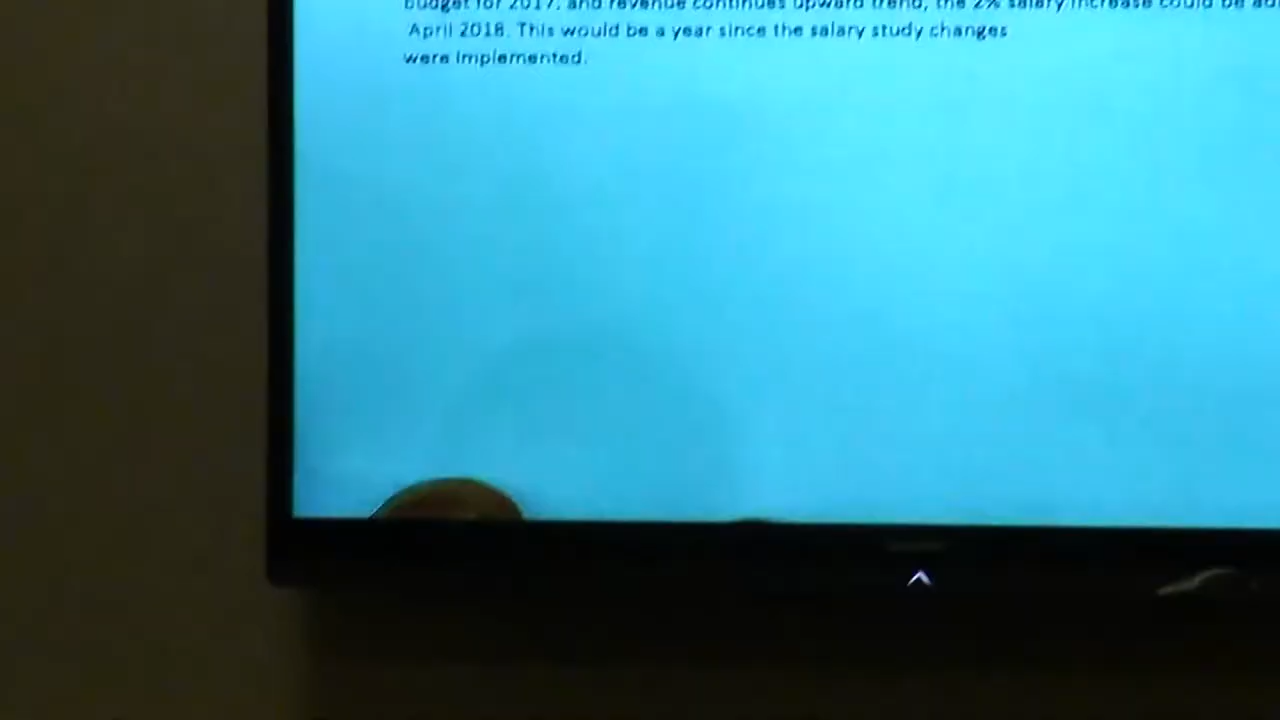 budget for 2017, and revenue continues upward trend, the 2% salary increase could be
April 2018. This would be a year since the salary study changes
were implemented.